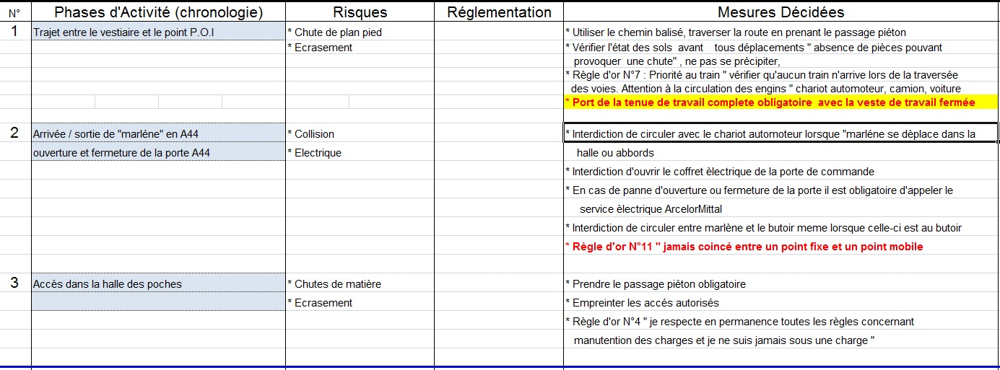 N° Phases d'Activité (chronologie) Risques Réglementation Mesures Décidées
1 Trajet entre le vestiaire et le point P.O.I * Chute de plan pied * Utiliser le chemin balisé, traverser la route en prenant le passage piéton
* Ecrasement * Vérifier l'état des sols avant tous déplacements " absence de pièces pouvant
provoquer une chute" , ne pas se précipiter,
* Règle d'or N°7 : Priorité au train " vérifier qu'aucun train n'arrive lors de la traversée
des voies. Attention à la circulation des engins " chariot automoteur, camion, voiture
* Port de la tenue de travail complete obligatoire avec la veste de travail fermée
2 Arrivée / sortie de "marléne" en A44 * Collision * Interdiction de circuler avec le chariot automoteur lorsque "marléne se dèplace dans la
ouverture et fermeture de la porte A44 * Electrique halle ou abbords
* Interdiction d'ouvrir le coffret èlectrique de la porte de commande
* En cas de panne d'ouverture ou fermeture de la porte il est obligatoire d'appeler le
service èlectrique ArcelorMittal
* Interdiction de circuler entre marlène et le butoir meme lorsque celle-ci est au butoir
* Règle d'or N°11 " jamais coincé entre un point fixe et un point mobile
3 Accès dans la halle des poches * Chutes de matière * Prendre le passage piéton obligatoire
* Ecrasement * Empreinter les accés autorisés
* Règle d'or N°4 " je respecte en permanence toutes les règles concernant
manutention des charges et je ne suis jamais sous une charge "